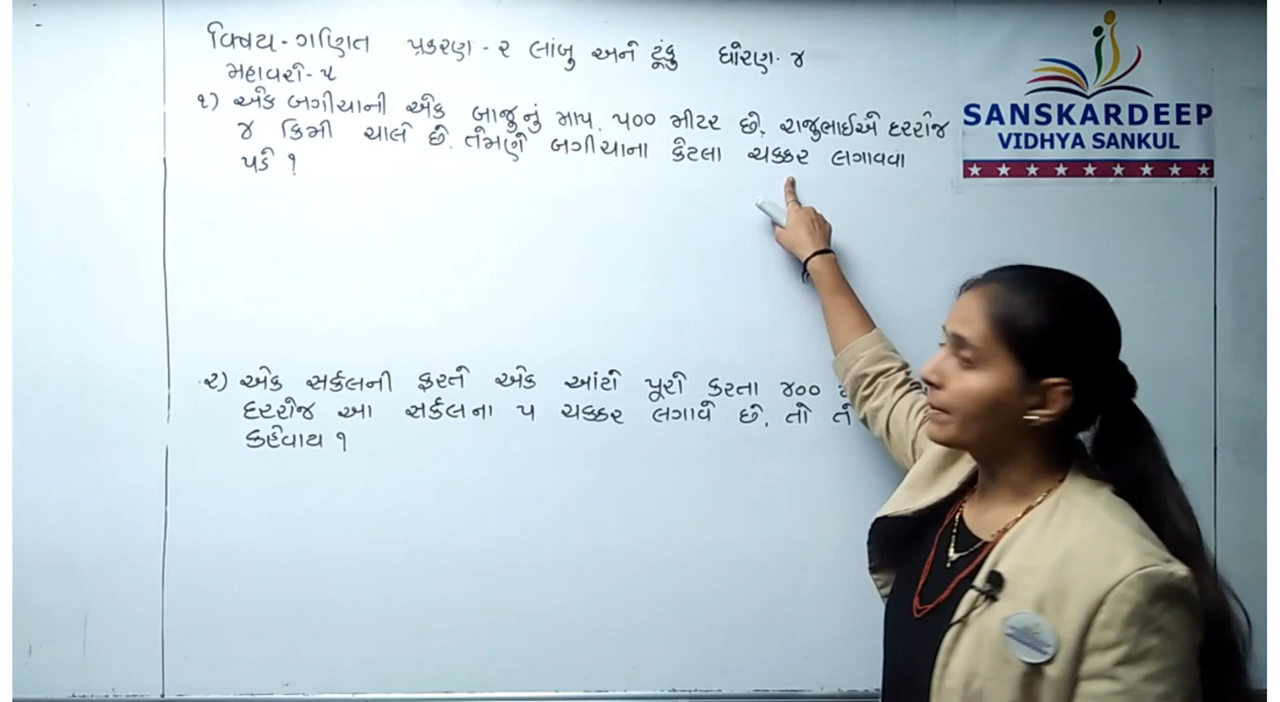 વિષય - ગણિત પ્રકરણ - ૨ લાંબુ અને ટૂંકુ ધોરણ - ૪
મહાવરો - ૫
૧) એક બગીચાની એક બાજુનું માપ ૫૦૦ મીટર છે. રાજુભાઈએ દરરોજ
૪ કિમી ચાલે છે. તેમણે બગીચાના કેટલા ચક્કર લગાવવા
પડે ?
SANSKARDEEP
VIDHYA SANKUL
૨) એક સર્કલની ફરતે એક આંટો પૂરો કરતા ૪૦૦
દરરોજ આ સર્કલના ૫ ચક્કર લગાવે છે. તો તે
કહેવાય ?